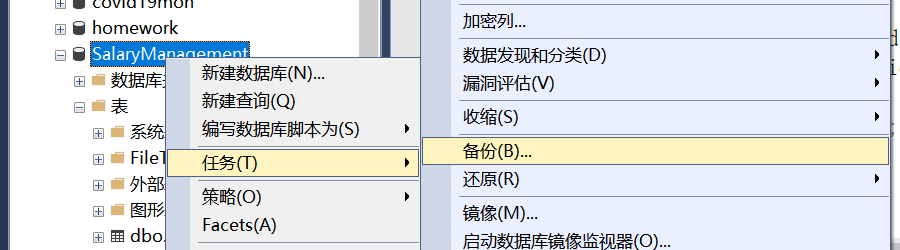 covid19mon
homework
SalaryManagement
数据库
表
系统
FileT
外部
图形
dbo.
新建数据库(N)...
新建查询(Q)
编写数据库脚本为(S)
任务(T)
策略(O)
Facets(A)
加密列...
数据发现和分类(D)
漏洞评估(V)
收缩(S)
备份(B)...
还原(R)
镜像(M)...
启动数据库镜像监视器(O)...